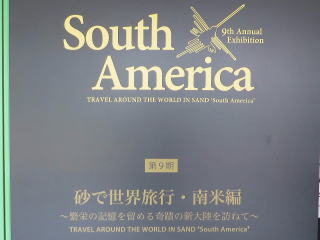 South
9th Annual
Exhibition
America
TRAVEL AROUND THE WORLD IN SAND 'South America'
第9期
砂で世界旅行・南米編
～繁栄の記憶を留める奇蹟の新大陸を訪ねて～
TRAVEL AROUND THE WORLD IN SAND 'South America'